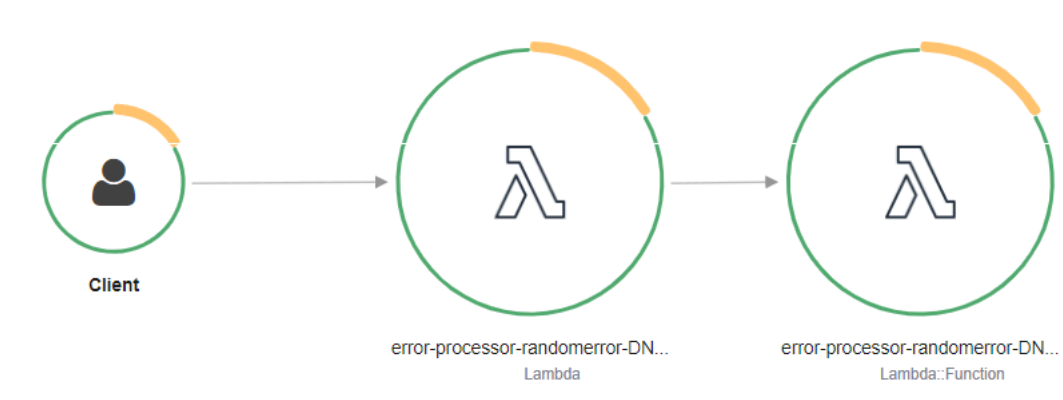 Client
error-processor-randomerror-DN...
Lambda
error-processor-randomerror-DN...
Lambda::Function